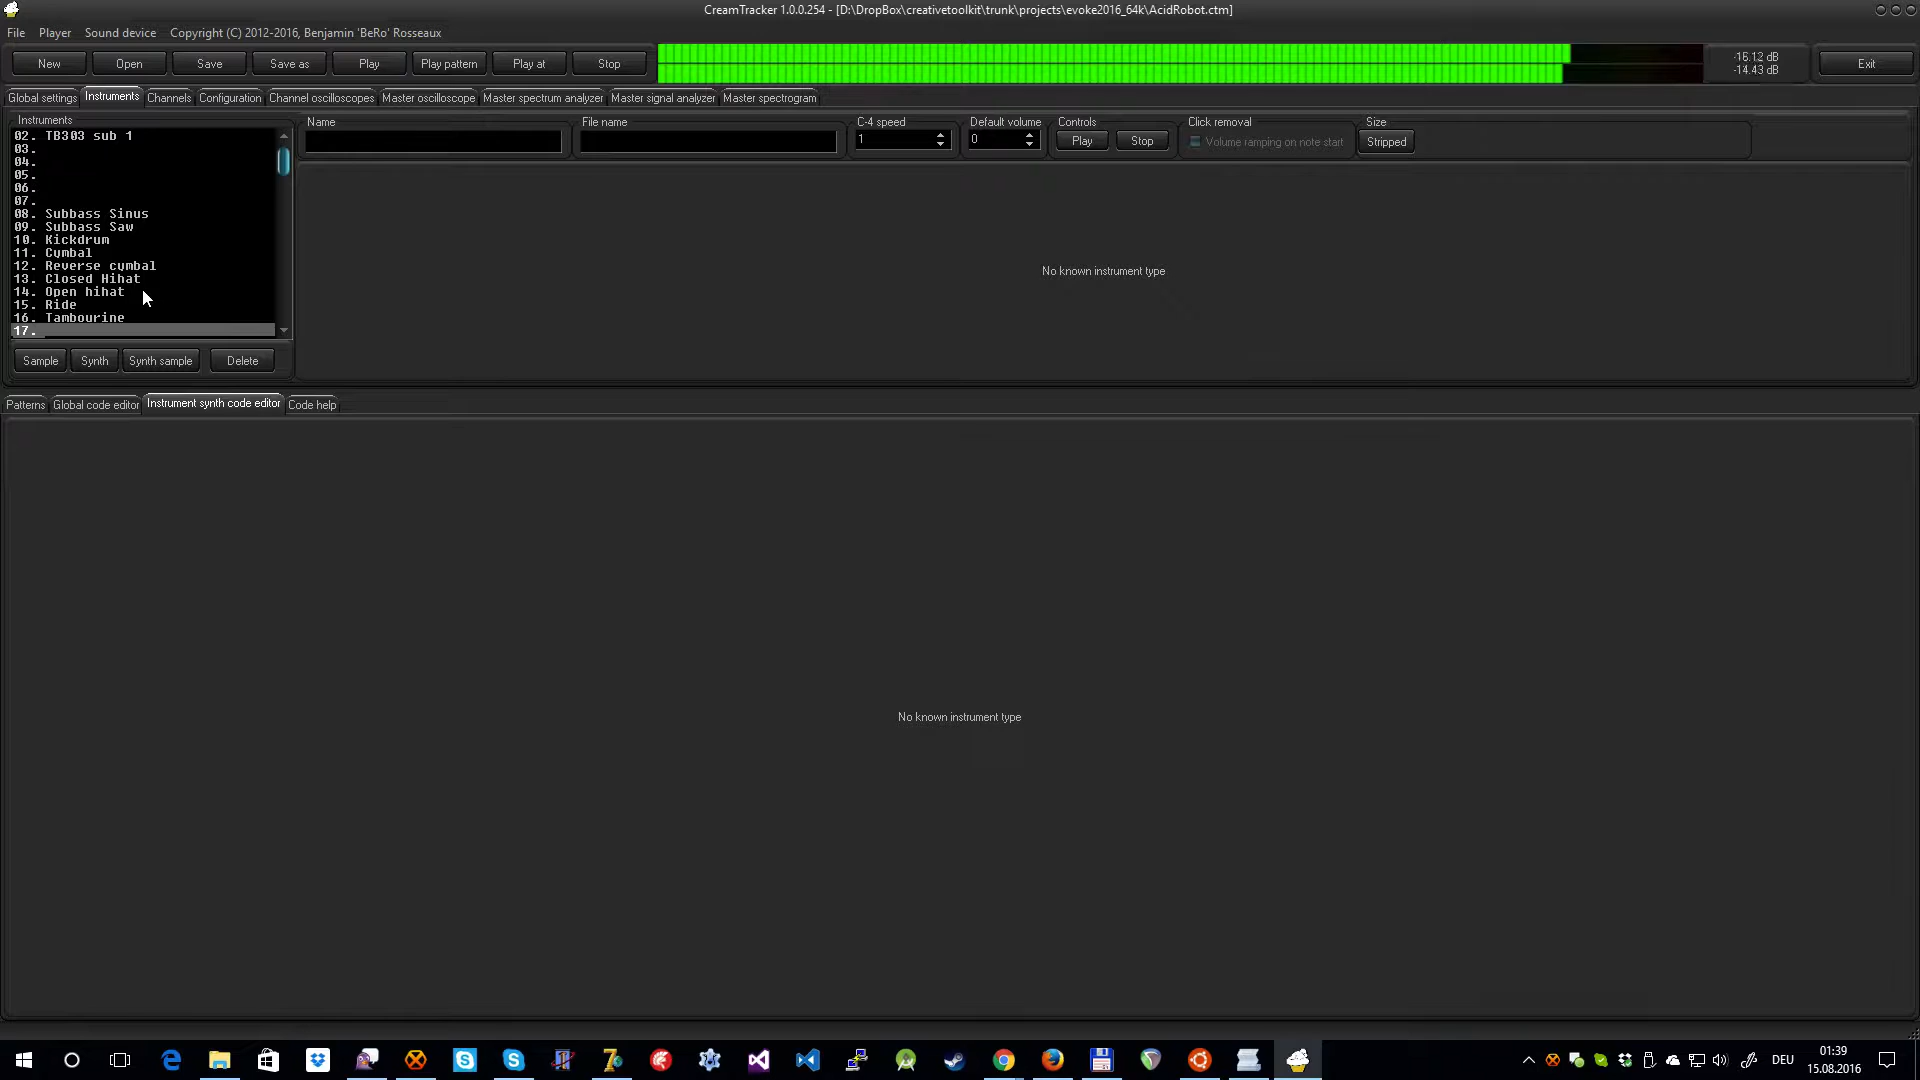 CreamTracker 1.0.0.254 - [D:\DropBox\creativetoolkit\trunk\projects\evoke2016_64k\AcidRobot.ctm]
File Player Sound device Copyright (C) 2012-2016, Benjamin 'BeRo' Rosseaux
New Open Save Save as Play Play pattern Play at Stop -16.12 dB Exit
-14.43 dB
Global settings Instruments Channels Configuration Channel oscilloscopes Master oscilloscope Master spectrum analyzer Master signal analyzer Master spectrogram
Instruments Name File name C-4 speed Default volume Controls Click removal Size
1 0 Play Stop Volume ramping on note start Stripped
02. TB303 sub 1
03.
04.
05.
06.
07.
08. Subbass Sinus
09. Subbass Saw
10. Kickdrum
11. Cymbal
12. Reverse cymbal
13. Closed Hihat
14. Open hihat
15. Ride
16. Tambourine
17.
No known instrument type
Sample Synth Synth sample Delete
Patterns Global code editor Instrument synth code editor Code help
No known instrument type
DEU 01:39
15.08.2016